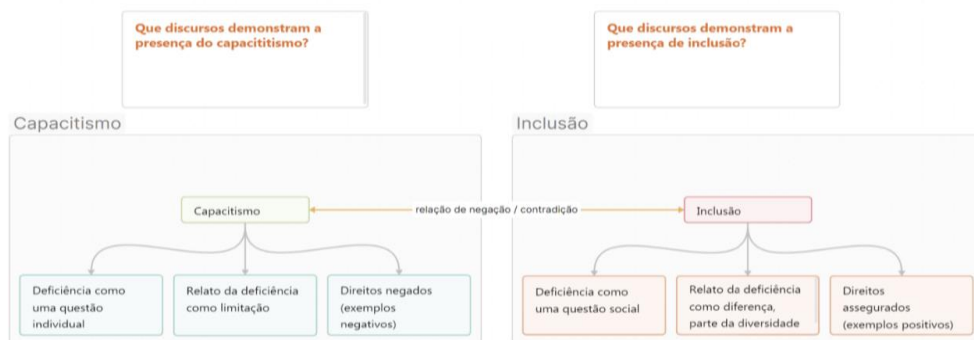 Que discursos demonstram a
presença do capacititismo?
Que discursos demonstram a
presença de inclusão?
Capacitismo
Inclusão
Capacitismo
relação de negação / contradição
Inclusão
Deficiência como
uma questão
individual
Relato da deficiência
como limitação
Direitos negados
(exemplos
negativos)
Deficiência como
uma questão social
Relato da deficiência
como diferença,
parte da diversidade
Direitos
assegurados
(exemplos positivos)